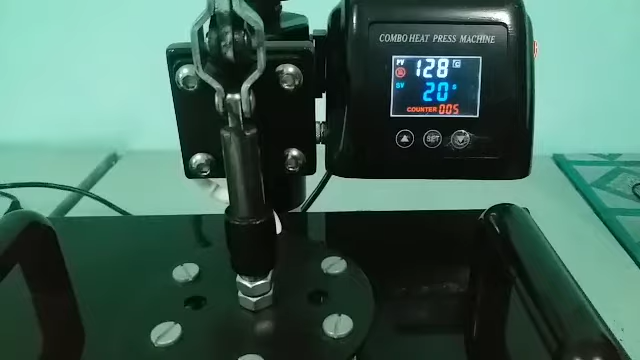 COMBO HEAT PRESS MACHINE
PV 128 C
SV 20 S
COUNTER 005
SET